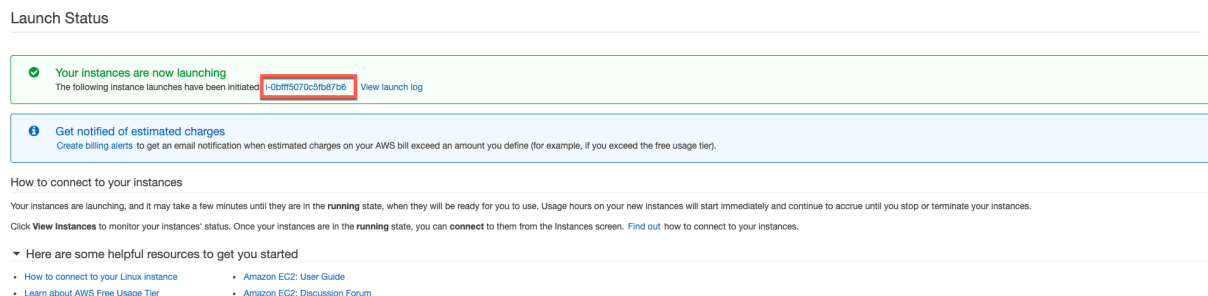 Launch Status
Your instances are now launching
The following instance launches have been initiated: i-0bfff5070c5fb87b6 View launch log
Get notified of estimated charges
Create billing alerts to get an email notification when estimated charges on your AWS bill exceed an amount you define (for example, if you exceed the free usage tier).
How to connect to your instances
Your instances are launching, and it may take a few minutes until they are in the running state, when they will be ready for you to use. Usage hours on your new instances will start immediately and continue to accrue until you stop or terminate your instances.
Click View Instances to monitor your instances' status. Once your instances are in the running state, you can connect to them from the Instances screen. Find out how to connect to your instances.
Here are some helpful resources to get you started
• How to connect to your Linux instance • Amazon EC2: User Guide
• Learn about AWS Free Usage Tier • Amazon EC2: Discussion Forum